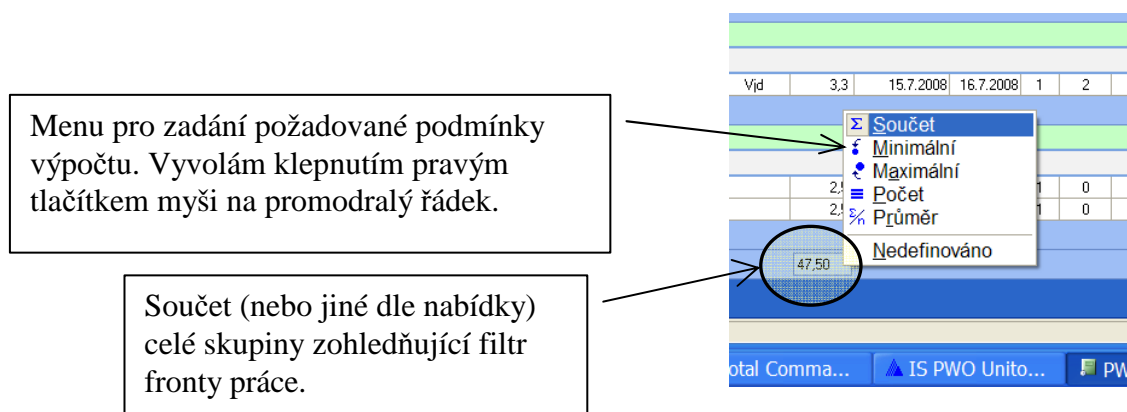 Vjd 3,3 15.7.2008 16.7.2008 1 2
Menu pro zadání požadované podmínky
výpočtu. Vyvolám klepnutím pravým
tlačítkem myši na promodralý řádek.
Σ Součet
Minimální
Maximální
Počet
Σ/n Průměr
Nedefinováno
2, 1 0
2, 1 0
47,50
Součet (nebo jiné dle nabídky)
celé skupiny zohledňující filtr
fronty práce.
otal Comma... IS PWO Unito... PW